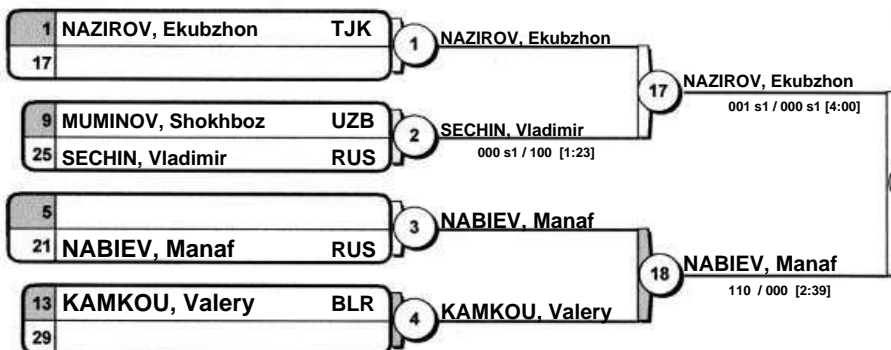 1 NAZIROV, Ekubzhon TJK
17
1
NAZIROV, Ekubzhon
9 MUMINOV, Shokhboz UZB
25 SECHIN, Vladimir RUS
2
SECHIN, Vladimir
000 s1 / 100 [1:23]
17
NAZIROV, Ekubzhon
001 s1 / 000 s1 [4:00]
5
21 NABIEV, Manaf RUS
3
NABIEV, Manaf
13 KAMKOU, Valery BLR
29
4
KAMKOU, Valery
18
NABIEV, Manaf
110 / 000 [2:39]